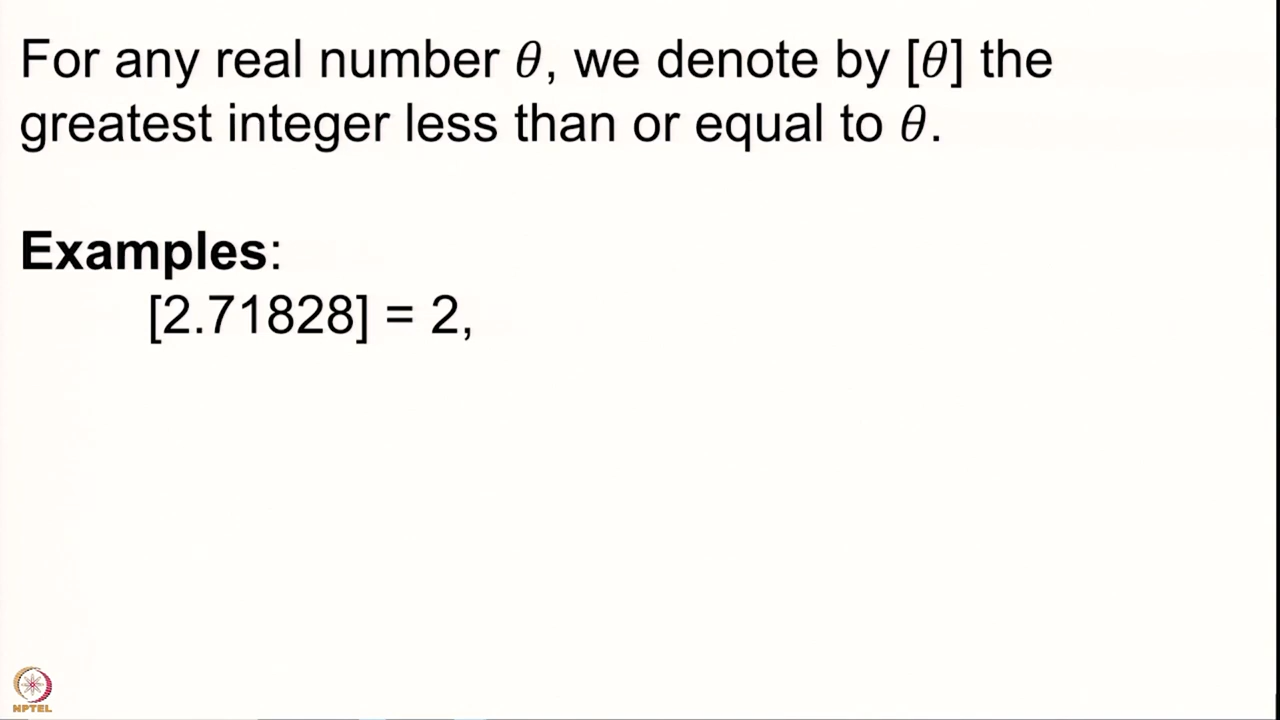 For any real number θ, we denote by [θ] the
greatest integer less than or equal to θ.
Examples:
[2.71828] = 2,
NPTEL